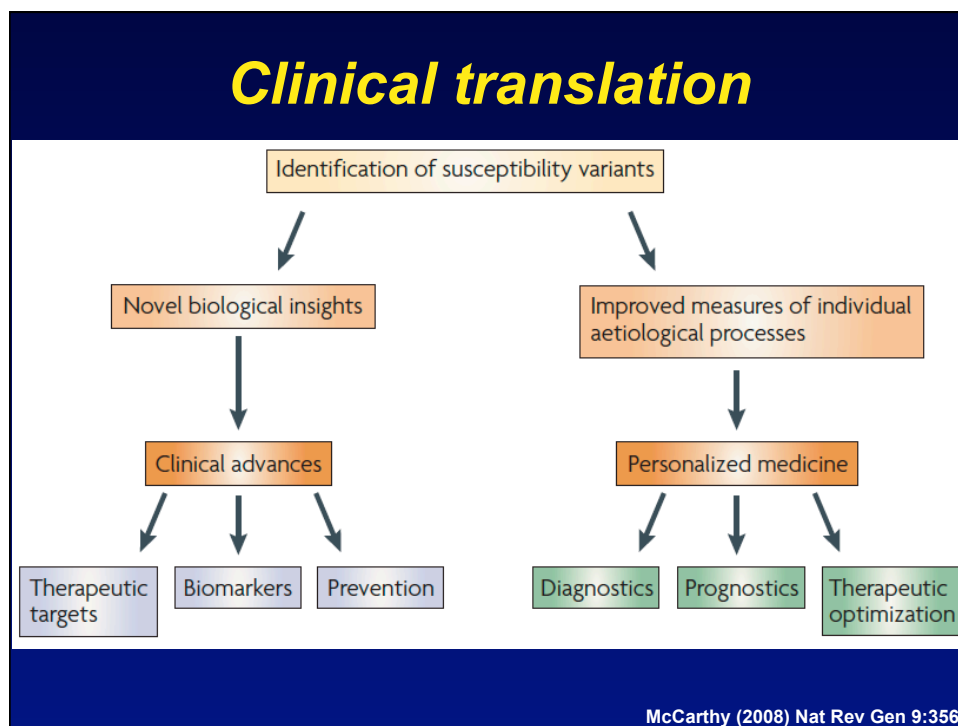 Clinical translation
Identification of susceptibility variants
Novel biological insights
Improved measures of individual
aetiological processes
Clinical advances
Personalized medicine
Therapeutic
targets
Biomarkers
Prevention
Diagnostics
Prognostics
Therapeutic
optimization
McCarthy (2008) Nat Rev Gen 9:356